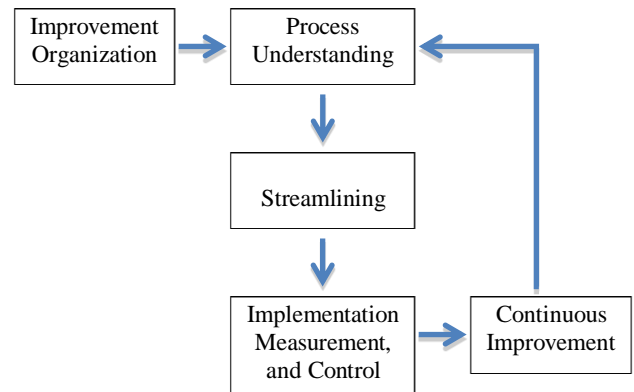 Improvement
Organization
Process
Understanding
Streamlining
Implementation
Measurement,
and Control
Continuous
Improvement